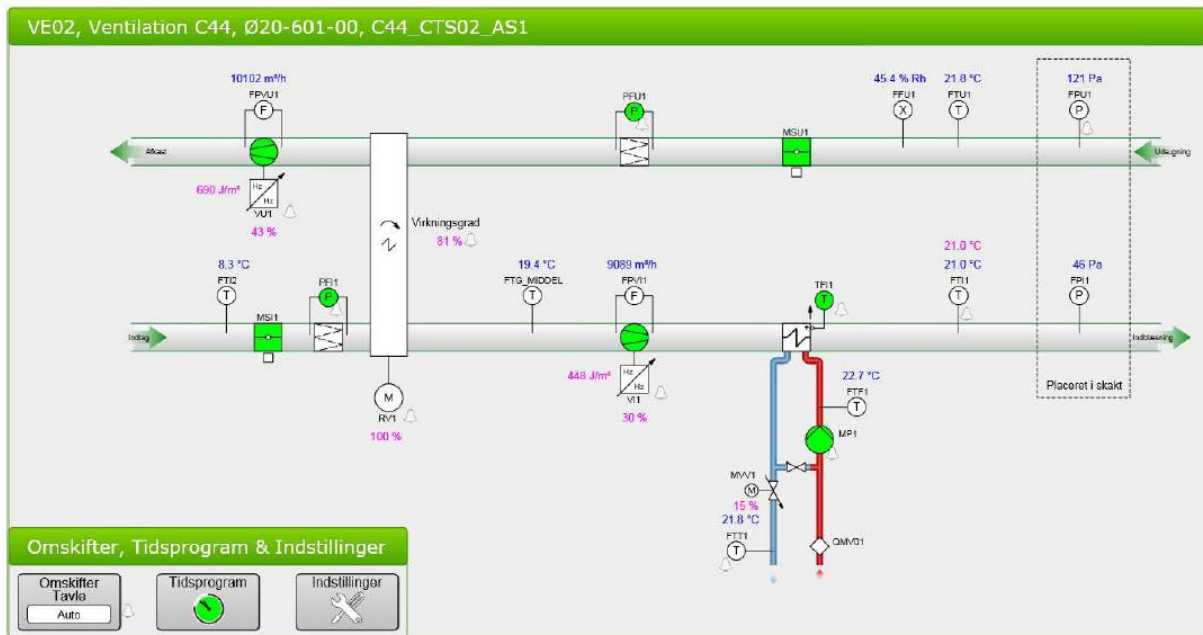 VE02, Ventilation C44, Ø20-601-00, C44_CTS02_AS1
10102 m³/h
FPVU1
F
PFU1
P
45.4 % Rh
FFU1
X
21.8 °C
FTU1
T
121 Pa
FPU1
P
MSU1
Afkast
Udsugning
690 J/m³
Hz
Hz
VU1
43 %
Virkningsgrad
81 %
8.3 °C
FTI2
T
PFI1
P
19.4 °C
FTG_MIDDEL
T
9089 m³/h
FPVI1
F
TFI1
T
21.0 °C
21.0 °C
FTI1
T
46 Pa
FPI1
P
MSI1
Indtag
Indblæsning
448 J/m³
Hz
Hz
VI1
30 %
M
RV1
100 %
22.7 °C
FTF1
T
Placeret i skakt
MP1
MVV1
M
15 %
21.8 °C
FTT1
T
QMV01
Omskifter, Tidsprogram & Indstillinger
Omskifter
Tavle
Auto
Tidsprogram
Indstillinger